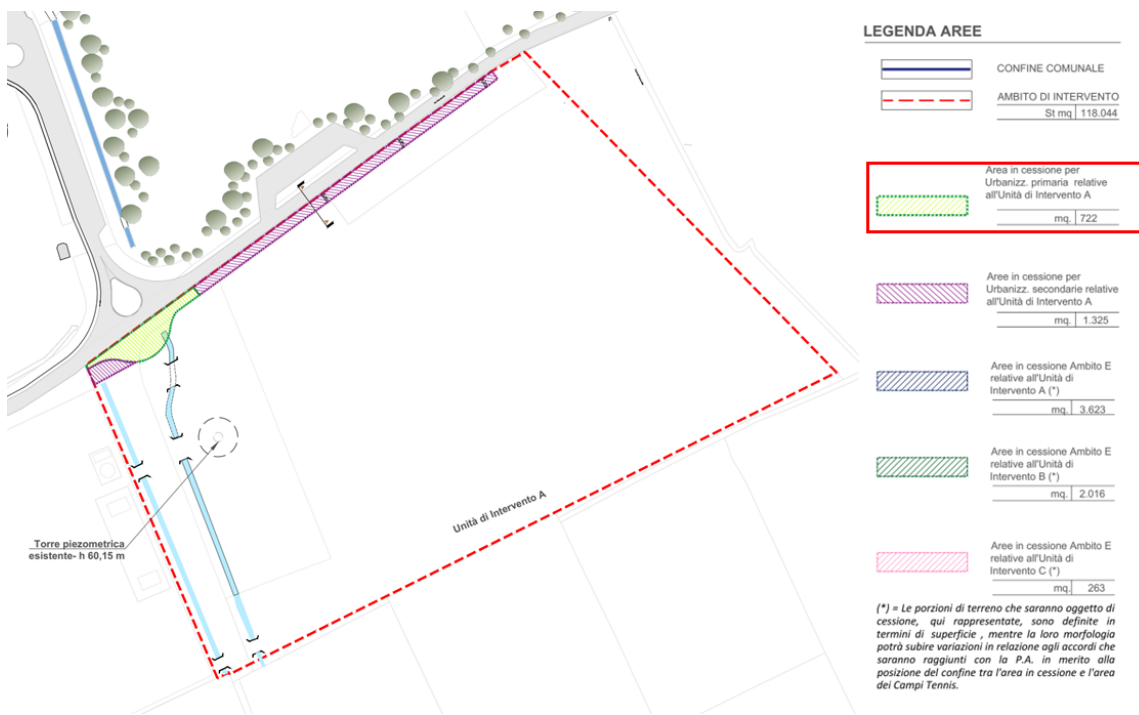 LEGENDA AREE
CONFINE COMUNALE
AMBITO DI INTERVENTO
St mq 118.044
Area in cessione per
Urbanizz. primaria relative
all'Unità di Intervento A
mq. 722
Aree in cessione per
Urbanizz. secondarie relative
all'Unità di Intervento A
mq. 1.325
Aree in cessione Ambito E
relative all'Unità di
Intervento A (*)
mq. 3.623
Aree in cessione Ambito E
relative all'Unità di
Intervento B (*)
mq. 2.016
Aree in cessione Ambito E
relative all'Unità di
Intervento C (*)
mq. 263
(*) = Le porzioni di terreno che saranno oggetto di
cessione, qui rappresentate, sono definite in
termini di superficie , mentre la loro morfologia
potrà subire variazioni in relazione agli accordi che
saranno raggiunti con la P.A. in merito alla
posizione del confine tra l'area in cessione e l'area
dei Campi Tennis.
Unità di Intervento A
Torre piezometrica
esistente- h 60,15 m